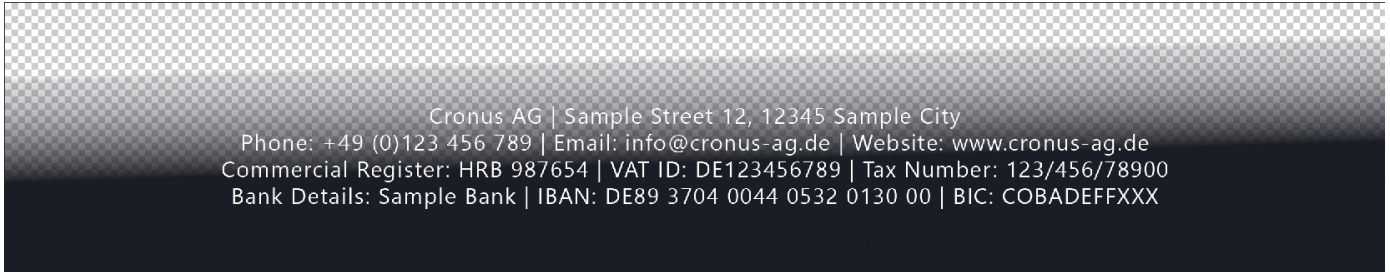 Cronus AG | Sample Street 12, 12345 Sample City
Phone: +49 (0)123 456 789 | Email: info@cronus-ag.de | Website: www.cronus-ag.de
Commercial Register: HRB 987654 | VAT ID: DE123456789 | Tax Number: 123/456/78900
Bank Details: Sample Bank | IBAN: DE89 3704 0044 0532 0130 00 | BIC: COBADEFFXXX